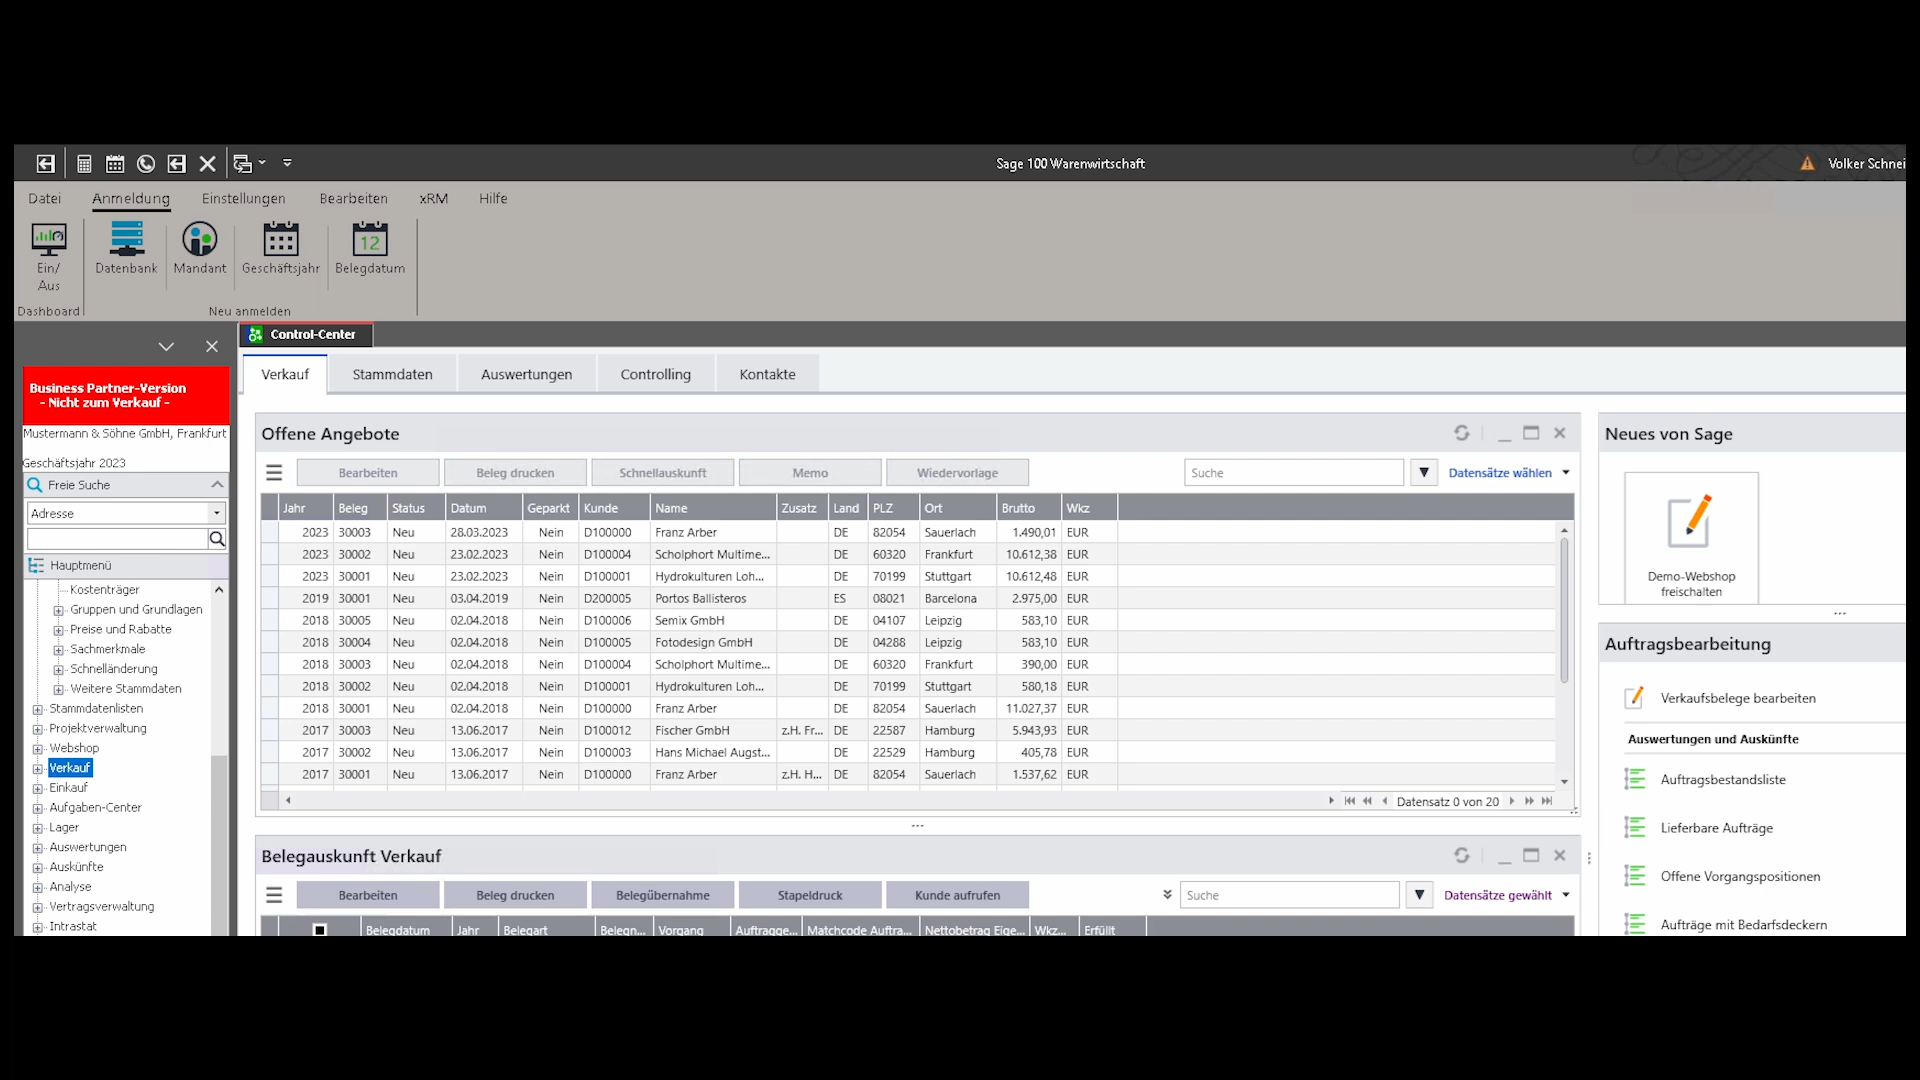 Sage 100 Warenwirtschaft
Volker Schnei
Datei Anmeldung Einstellungen Bearbeiten xRM Hilfe
Ein/
Aus
Datenbank Mandant Geschäftsjahr 12 Belegdatum
Dashboard Neu anmelden
Control-Center
Business Partner-Version
- Nicht zum Verkauf -
Mustermann & Söhne GmbH, Frankfurt
Geschäftsjahr 2023
Freie Suche
Adresse
Hauptmenü
Kostenträger
Gruppen und Grundlagen
Preise und Rabatte
Sachmerkmale
Schnelländerung
Weitere Stammdaten
Stammdatenlisten
Projektverwaltung
Webshop
Verkauf
Einkauf
Aufgaben-Center
Lager
Auswertungen
Auskünfte
Analyse
Vertragsverwaltung
Intrastat
Verkauf Stammdaten Auswertungen Controlling Kontakte
Offene Angebote
Bearbeiten Beleg drucken Schnellauskunft Memo Wiedervorlage Suche Datensätze wählen
Jahr Beleg Status Datum Geparkt Kunde Name Zusatz Land PLZ Ort Brutto Wkz
2023 30003 Neu 28.03.2023 Nein D100000 Franz Arber DE 82054 Sauerlach 1.490,01 EUR
2023 30002 Neu 23.02.2023 Nein D100004 Scholphort Multime... DE 60320 Frankfurt 10.612,38 EUR
2023 30001 Neu 23.02.2023 Nein D100001 Hydrokulturen Loh... DE 70199 Stuttgart 10.612,48 EUR
2019 30001 Neu 03.04.2019 Nein D200005 Portos Ballisteros ES 08021 Barcelona 2.975,00 EUR
2018 30005 Neu 02.04.2018 Nein D100006 Semix GmbH DE 04107 Leipzig 583,10 EUR
2018 30004 Neu 02.04.2018 Nein D100005 Fotodesign GmbH DE 04288 Leipzig 583,10 EUR
2018 30003 Neu 02.04.2018 Nein D100004 Scholphort Multime... DE 60320 Frankfurt 390,00 EUR
2018 30002 Neu 02.04.2018 Nein D100001 Hydrokulturen Loh... DE 70199 Stuttgart 580,18 EUR
2018 30001 Neu 02.04.2018 Nein D100000 Franz Arber DE 82054 Sauerlach 11.027,37 EUR
2017 30003 Neu 13.06.2017 Nein D100012 Fischer GmbH z.H. Fr... DE 22587 Hamburg 5.943,93 EUR
2017 30002 Neu 13.06.2017 Nein D100003 Hans Michael Augst... DE 22529 Hamburg 405,78 EUR
2017 30001 Neu 13.06.2017 Nein D100000 Franz Arber z.H. H... DE 82054 Sauerlach 1.537,62 EUR
Datensatz 0 von 20
Belegauskunft Verkauf
Bearbeiten Beleg drucken Belegübernahme Stapeldruck Kunde aufrufen Suche Datensätze gewählt
Belegdatum Jahr Belegart Belegn... Vorgang Auftragge... Matchcode Auftra... Nettobetrag Eige... Wkz... Erfüllt
Neues von Sage
Demo-Webshop
freischalten
Auftragsbearbeitung
Verkaufsbelege bearbeiten
Auswertungen und Auskünfte
Auftragsbestandsliste
Lieferbare Aufträge
Offene Vorgangspositionen
Aufträge mit Bedarfsdeckern